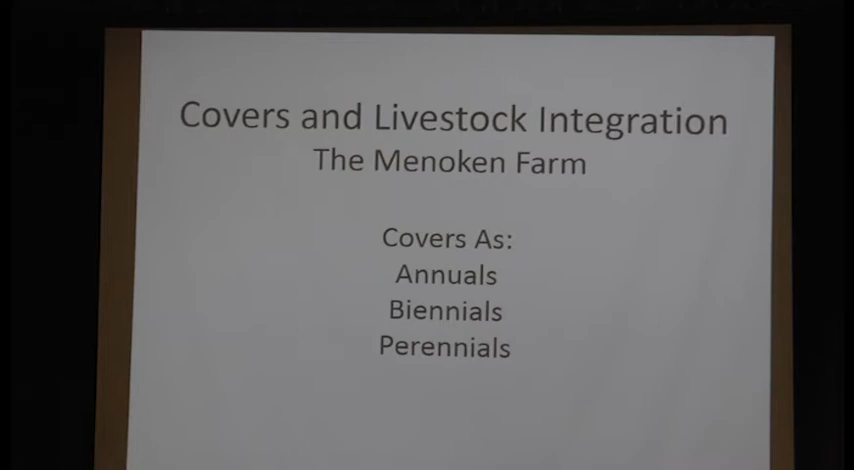 Covers and Livestock Integration
The Menoken Farm
Covers As:
Annuals
Biennials
Perennials